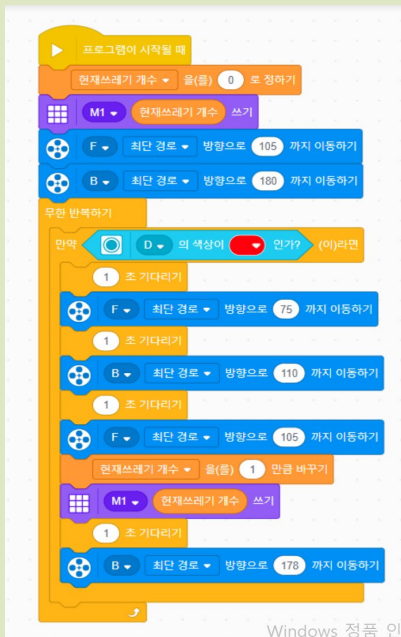 프로그램이 시작될 때
현재쓰레기 개수 을(를) 0 로 정하기
M1 현재쓰레기 개수 쓰기
F 최단 경로 방향으로 105 까지 이동하기
B 최단 경로 방향으로 180 까지 이동하기
무한 반복하기
만약 D 의 색상이 인가? (이)라면
1 초 기다리기
F 최단 경로 방향으로 75 까지 이동하기
1 초 기다리기
B 최단 경로 방향으로 110 까지 이동하기
1 초 기다리기
F 최단 경로 방향으로 105 까지 이동하기
현재쓰레기 개수 을(를) 1 만큼 바꾸기
M1 현재쓰레기 개수 쓰기
1 초 기다리기
B 최단 경로 방향으로 178 까지 이동하기
Windows 정품 인